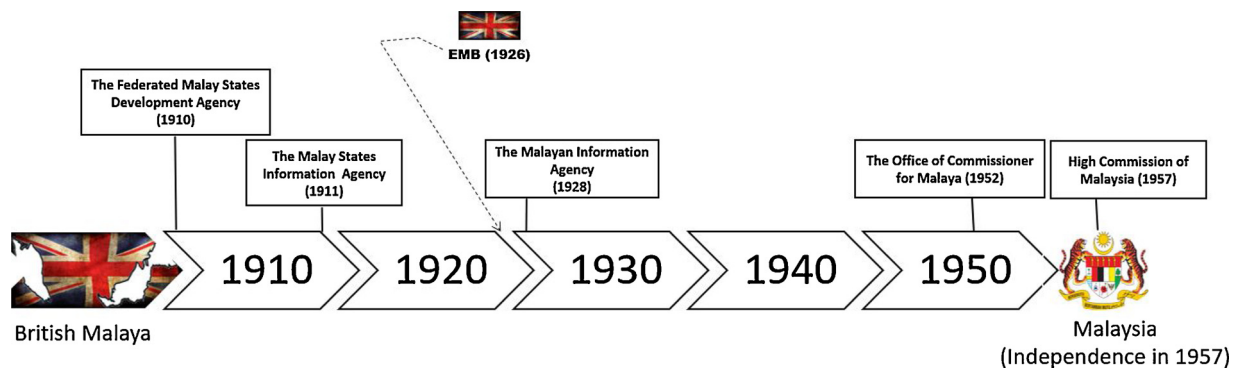 EMB (1926)
The Federated Malay States
Development Agency
(1910)
The Malay States
Information Agency
(1911)
The Malayan Information
Agency
(1928)
The Office of Commissioner
for Malaya (1952)
High Commission of
Malaysia (1957)
1910
1920
1930
1940
1950
British Malaya
Malaysia
(Independence in 1957)